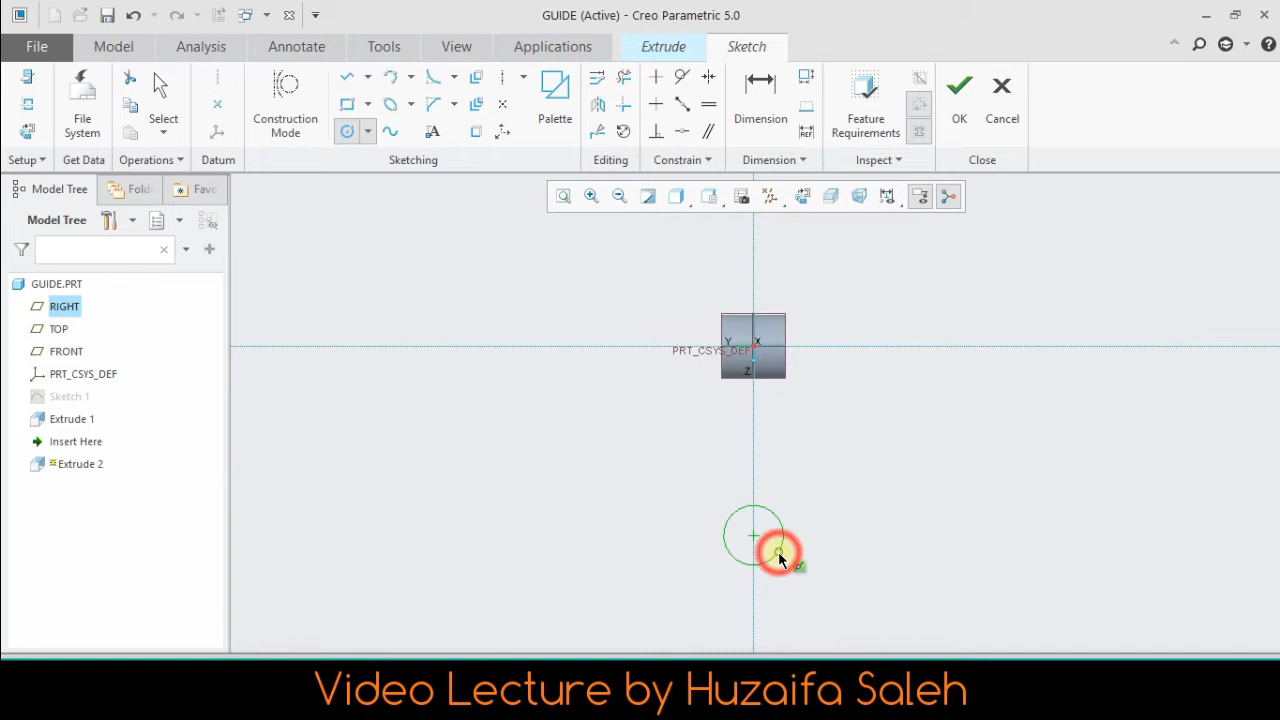 GUIDE (Active) - Creo Parametric 5.0
File
Model
Analysis
Annotate
Tools
View
Applications
Extrude
Sketch
File System
Select
Construction Mode
Palette
Dimension
Feature Requirements
OK
Cancel
Setup
Get Data
Operations
Datum
Sketching
Editing
Constrain
Dimension
Inspect
Close
Model Tree
Fold
Favo
Model Tree
GUIDE.PRT
RIGHT
TOP
FRONT
PRT_CSYS_DEF
Sketch 1
Extrude 1
Insert Here
Extrude 2
Y X
PRT_CSYS_DEF
Z
Video Lecture by Huzaifa Saleh